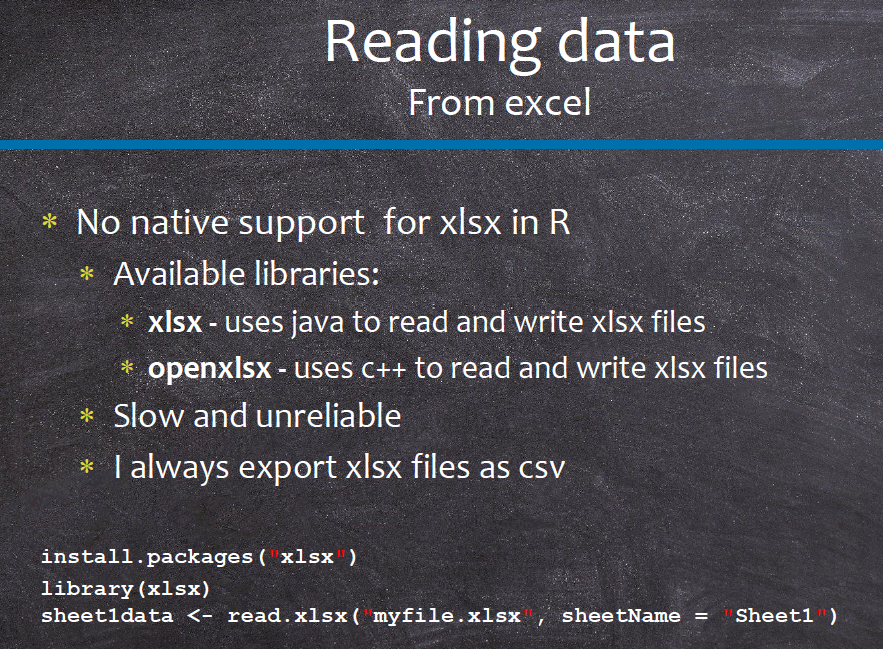 Reading data
From excel
* No native support  for xlsx in R
* Available libraries:
* xlsx - uses java to read and write xlsx files
* openxlsx - uses c++ to read and write xlsx files
* Slow and unreliable
* I always export xlsx files as csv
install.packages("xlsx")
library(xlsx)
sheet1data <- read.xlsx("myfile.xlsx", sheetName = "Sheet1")